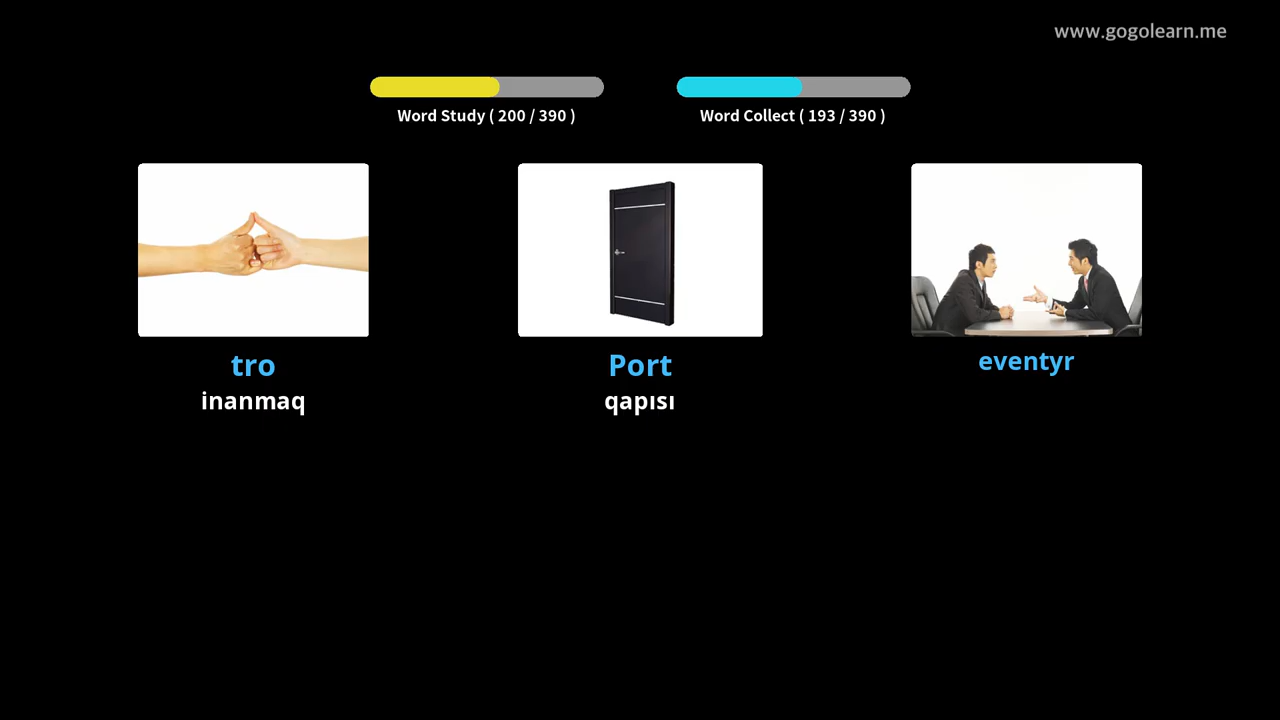 www.gogolearn.me
Word Study ( 200 / 390 )
Word Collect ( 193 / 390 )
tro
inanmaq
Port
qapısı
eventyr